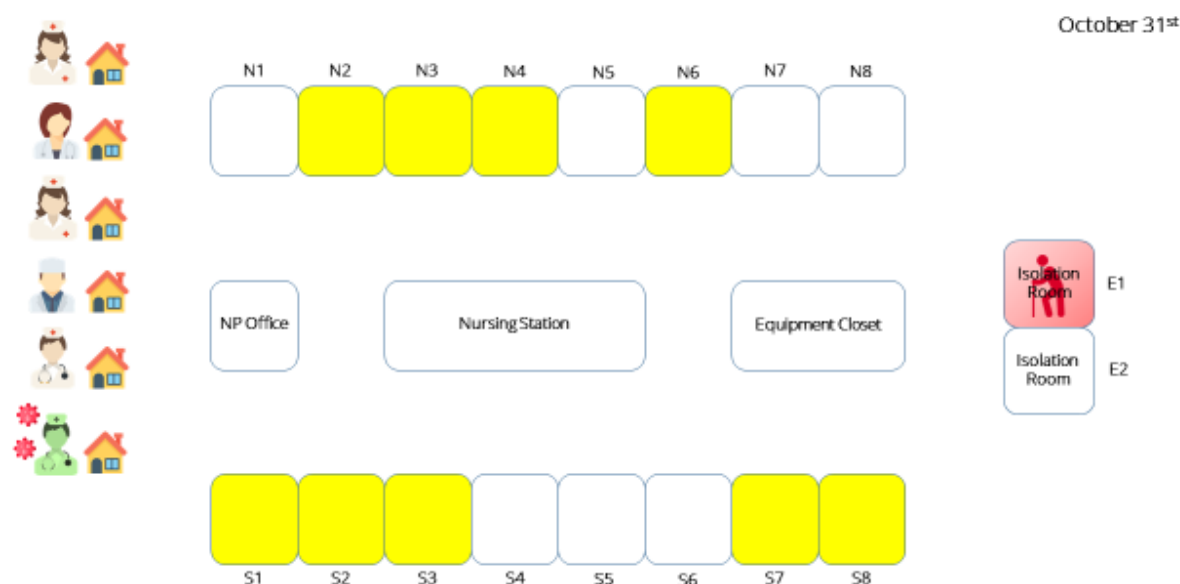 October 31st
N1 N2 N3 N4 N5 N6 N7 N8
Isolation
Room
E1
NP Office
Nursing Station
Equipment Closet
Isolation
Room
E2
S1 S2 S3 S4 S5 S6 S7 S8